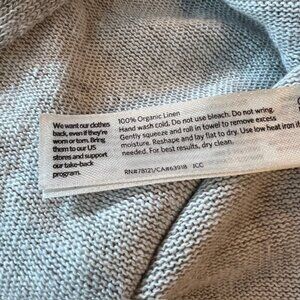 We want our clothes
back, even if they're
worn or torn. Bring
them to our US
stores and support
our take-back
program.
100% Organic Linen
Hand wash cold. Do not use bleach. Do not wring.
Gently squeeze and roll in towel to remove excess
moisture. Reshape and lay flat to dry. Use low heat iron if
needed. For best results, dry clean.
RN#78121/CA#63918 ICC